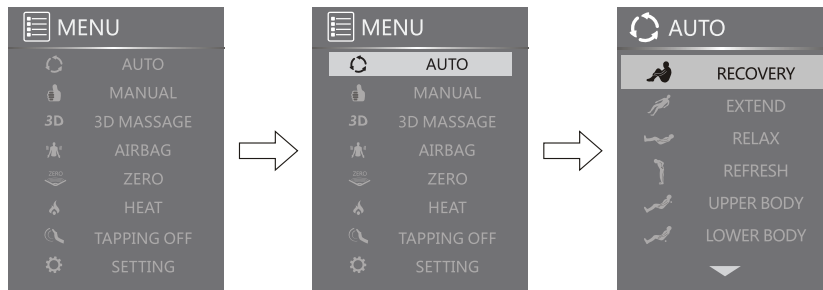 MENU
AUTO
MANUAL
3D 3D MASSAGE
AIRBAG
ZERO ZERO
HEAT
TAPPING OFF
SETTING
MENU
AUTO
MANUAL
3D 3D MASSAGE
AIRBAG
ZERO ZERO
HEAT
TAPPING OFF
SETTING
AUTO
RECOVERY
EXTEND
RELAX
REFRESH
UPPER BODY
LOWER BODY